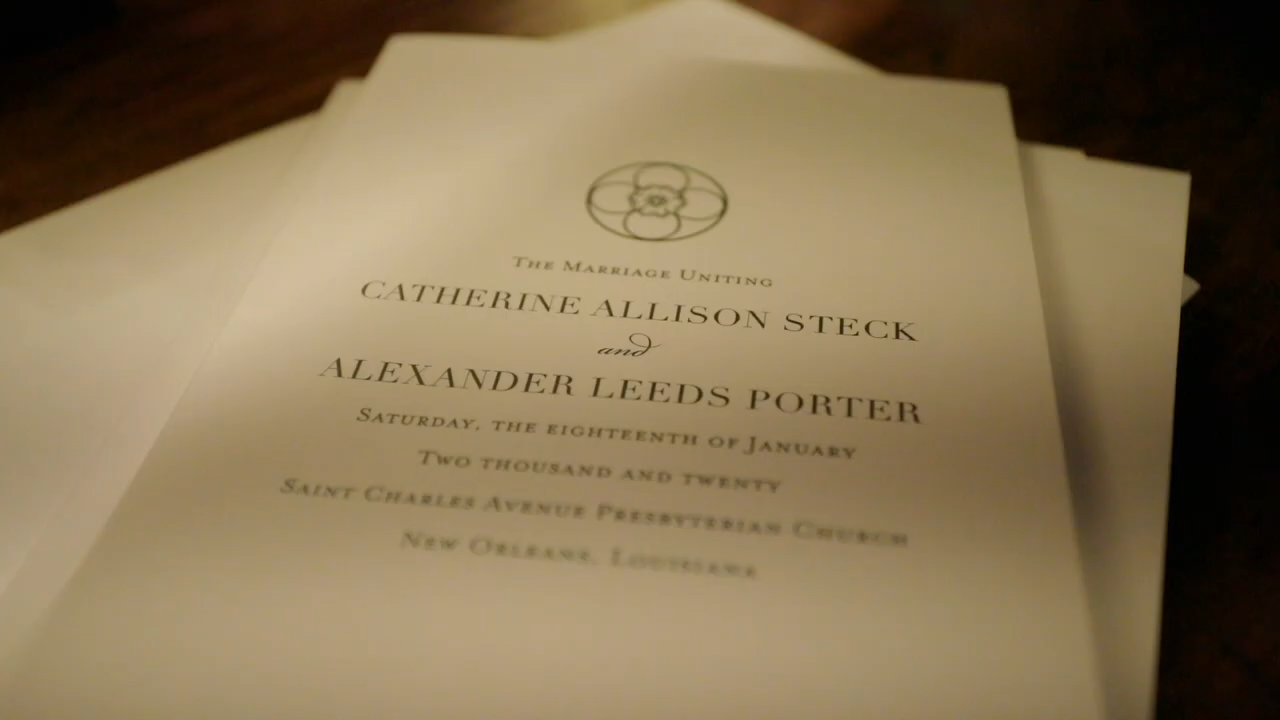 The Marriage Uniting
CATHERINE ALLISON STECK
and
ALEXANDER LEEDS PORTER
Saturday, the eighteenth of January
Two thousand and twenty
Saint Charles Avenue Presbyterian Church
New Orleans, Louisiana